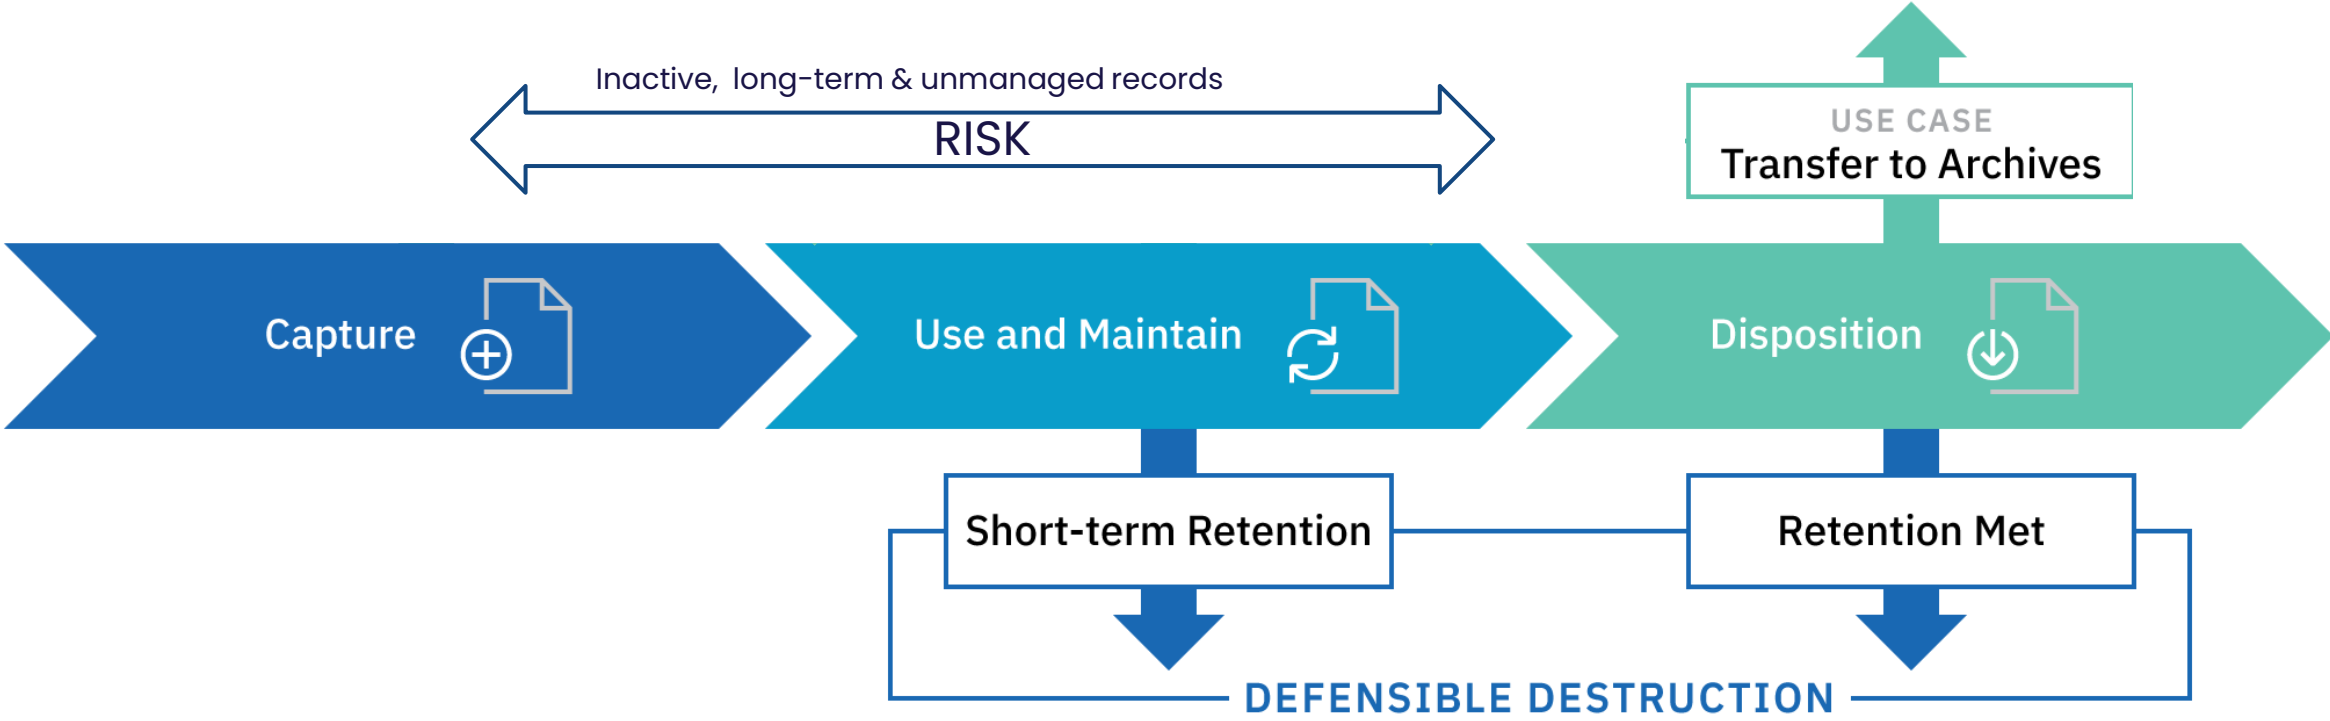 Inactive, long-term & unmanaged records
RISK
USE CASE
Transfer to Archives
Capture
Use and Maintain
Disposition
Short-term Retention
Retention Met
DEFENSIBLE DESTRUCTION